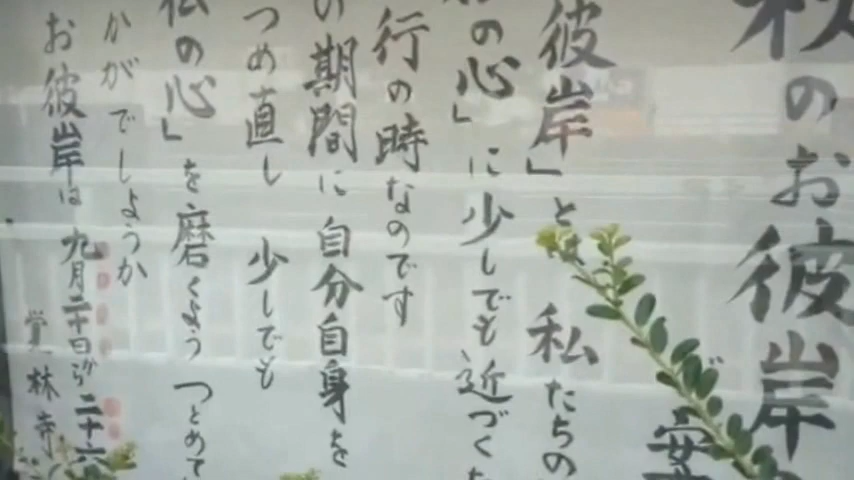 秋のお彼岸
安
彼岸」と 私たちの
の心」に少しでも近づく
行の時なのです
の期間に自分自身を
つめ直し 少しでも
仏の心」を磨くよう つとめて
かがでしょうか
お彼岸は九月二十日から二十六
覚林寺